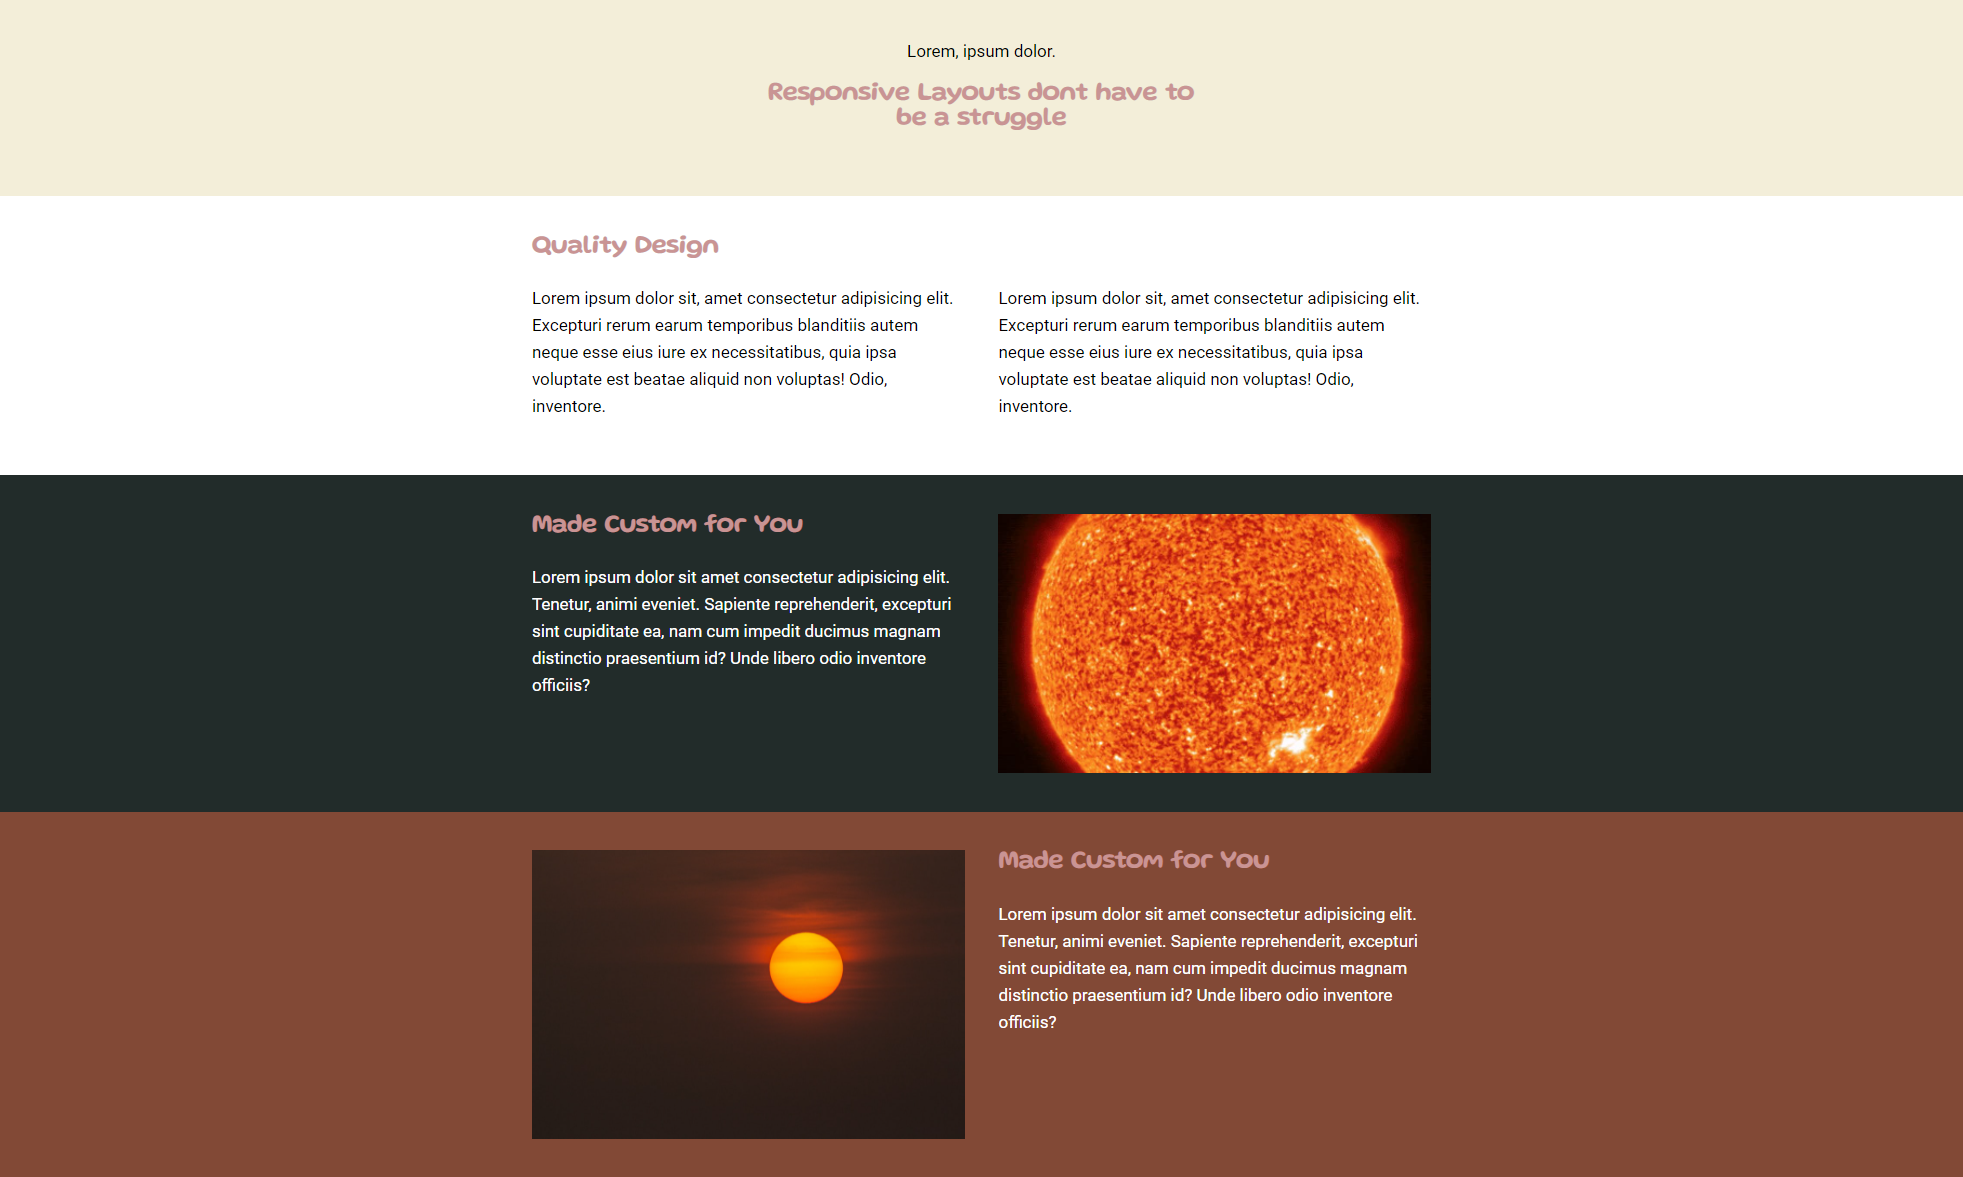 Lorem, ipsum dolor.
Responsive Layouts dont have to
be a struggle
Quality Design
Lorem ipsum dolor sit, amet consectetur adipisicing elit.
Excepturi rerum earum temporibus blanditiis autem
neque esse eius iure ex necessitatibus, quia ipsa
voluptate est beatae aliquid non voluptas! Odio,
inventore.
Lorem ipsum dolor sit, amet consectetur adipisicing elit.
Excepturi rerum earum temporibus blanditiis autem
neque esse eius iure ex necessitatibus, quia ipsa
voluptate est beatae aliquid non voluptas! Odio,
inventore.
Made Custom for You
Lorem ipsum dolor sit amet consectetur adipisicing elit.
Tenetur, animi eveniet. Sapiente reprehenderit, excepturi
sint cupiditate ea, nam cum impedit ducimus magnam
distinctio praesentium id? Unde libero odio inventore
officiis?
Made Custom for You
Lorem ipsum dolor sit amet consectetur adipisicing elit.
Tenetur, animi eveniet. Sapiente reprehenderit, excepturi
sint cupiditate ea, nam cum impedit ducimus magnam
distinctio praesentium id? Unde libero odio inventore
officiis?